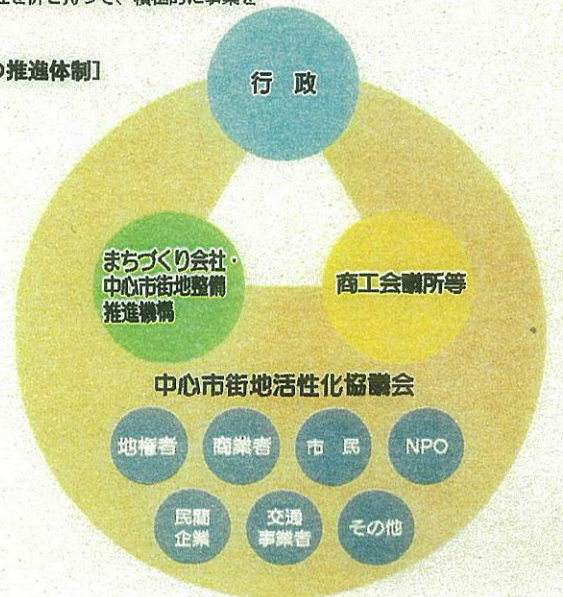 の推進体制]
行 政
まちづくり会社・
中心市街地整備
推進機構
商工会議所等
中心市街地活性化協議会
地権者
商業者
市 民
NPO
民間
企業
交通
事業者
その他